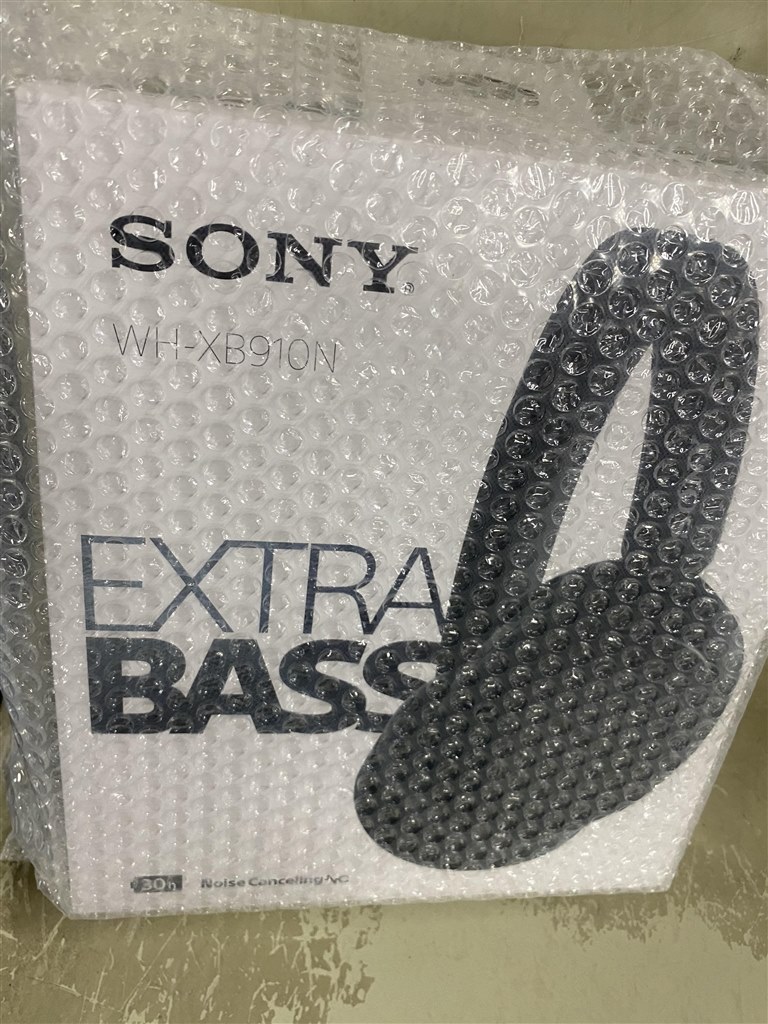 SONY
WH-XB910N
EXTRA
BASS
30h Noise Canceling